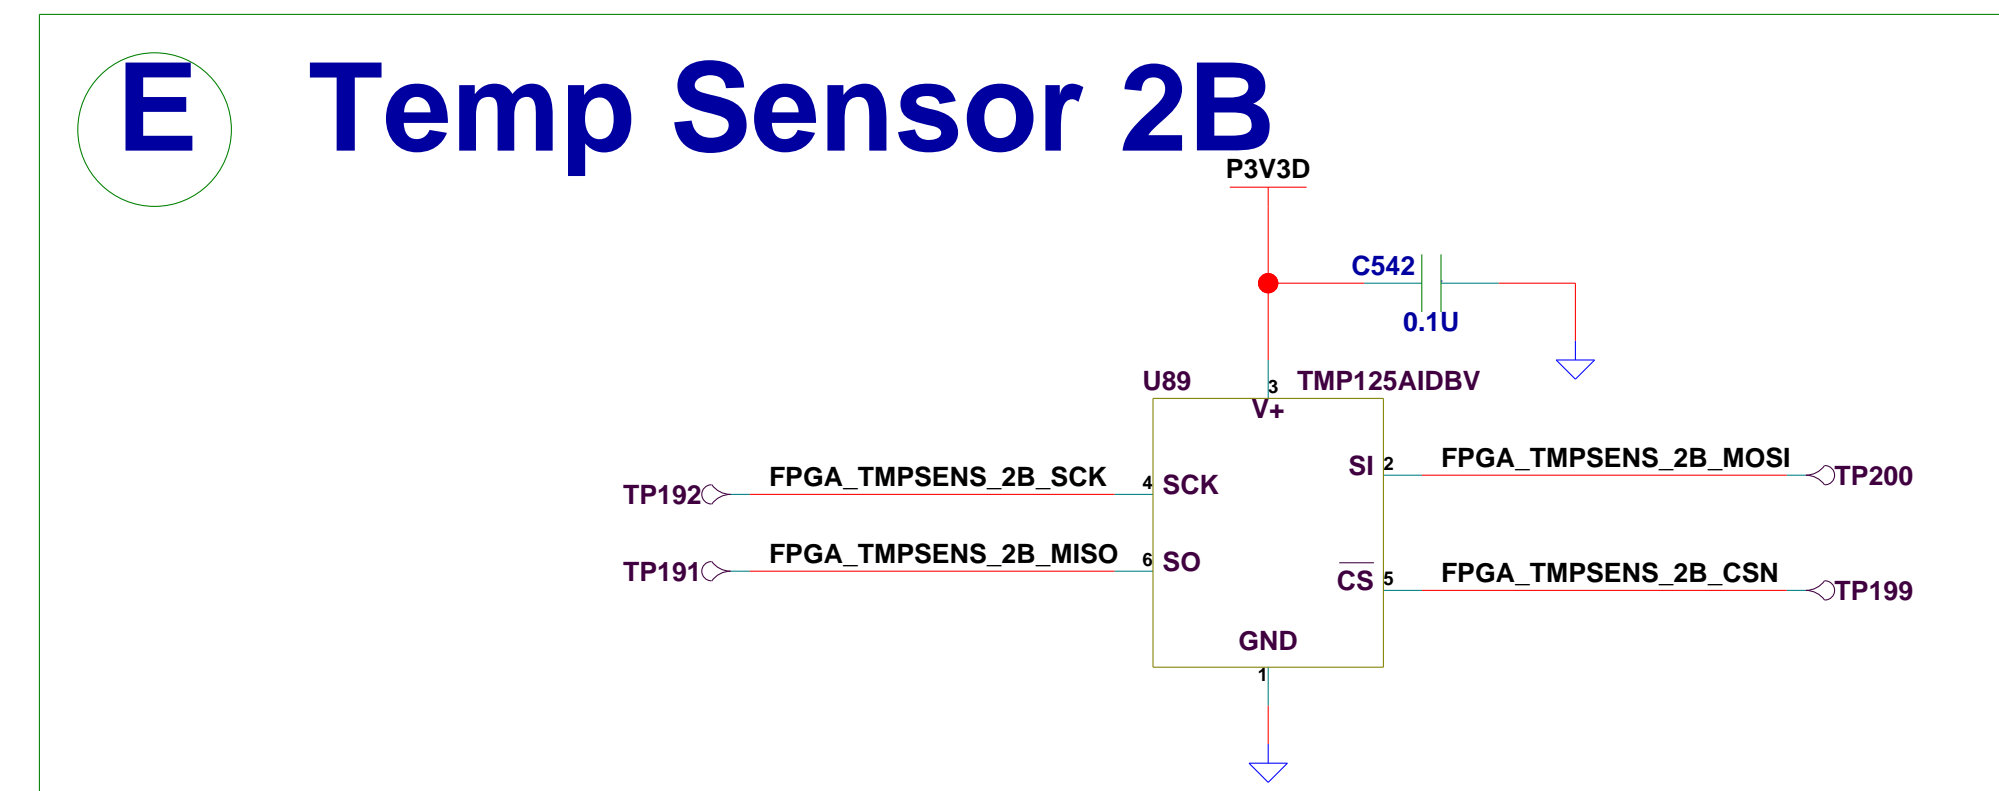 E Temp Sensor 2B
P3V3D
C542
0.1U
U89 3 TMP125AIDBV
V+
FPGA_TMPSENS_2B_SCK
TP192 4 SCK
SI 2 FPGA_TMPSENS_2B_MOSI TP200
FPGA_TMPSENS_2B_MISO
TP191 6 SO
CS 5 FPGA_TMPSENS_2B_CSN TP199
GND
1